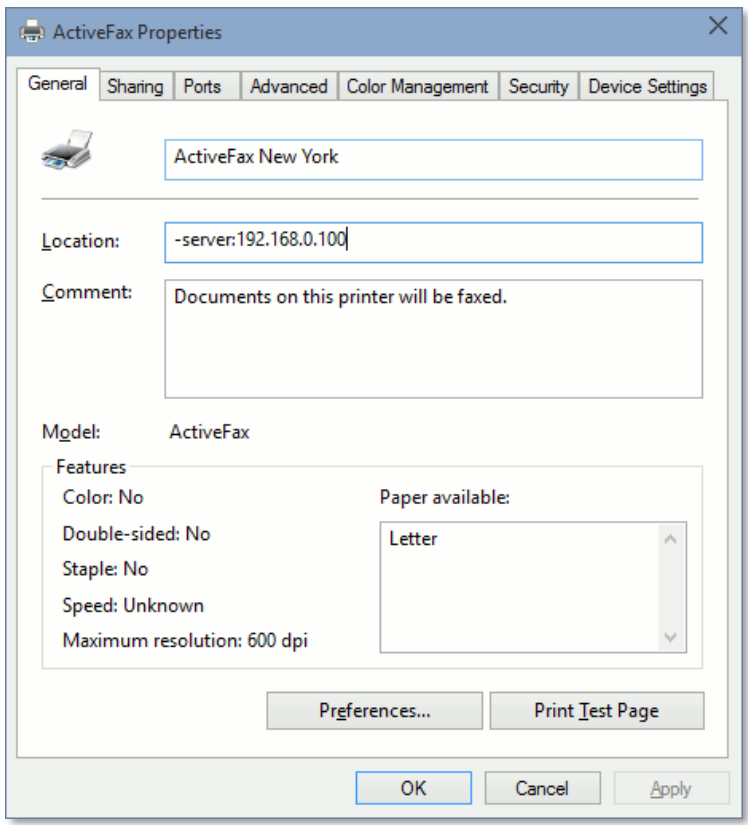 ActiveFax Properties
General Sharing Ports Advanced Color Management Security Device Settings
ActiveFax New York
Location: -server:192.168.0.100
Comment: Documents on this printer will be faxed.
Model: ActiveFax
Features
Color: No Paper available:
Double-sided: No Letter
Staple: No
Speed: Unknown
Maximum resolution: 600 dpi
Preferences... Print Test Page
OK Cancel Apply